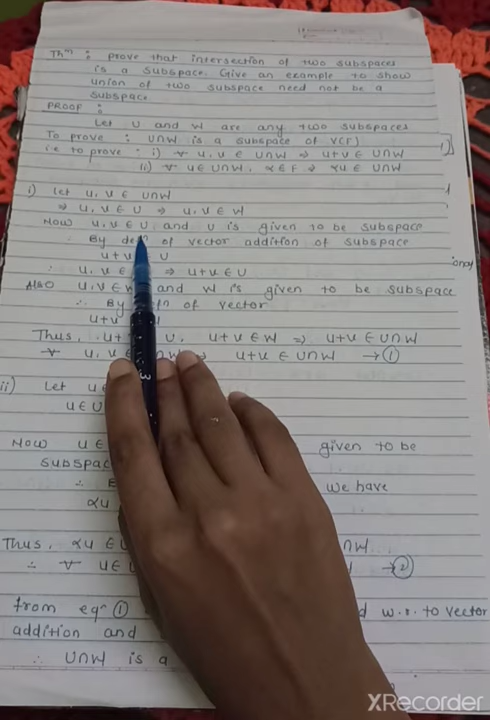 Thᵐ : prove that intersection of two subspaces
is a subspace. Give an example to show
union of two subspace need not be a
subspace.
PROOF :
Let U and W are any two subspaces
To prove : U∩W is a subspace of V(F)
i.e to prove : i) ∀ u, v ∈ U∩W ⇒ u+v ∈ U∩W
(ii) ∀ u ∈ U∩W, α ∈ F ⇒ αu ∈ U∩W
i) let u, v ∈ U∩W
⇒ u, v ∈ U ⇒ u, v ∈ W
Now u, v ∈ U and U is given to be subspace
∴ By of vector addition of subspace
u+v U
∴ u, v ∈ ⇒ u+v ∈ U
Also u, v ∈ W and W is given to be subspace
∴ By of vector
u+v
Thus, u+ U, u+v ∈ W ⇒ u+v ∈ U∩W
∀ u, v ∈ ∩W ⇒ u+v ∈ U∩W → ①
ii) Let u ∈
u ∈ U
Now u ∈ given to be
subspac
∴ we have
αu
Thus, αu ∈ U ∩W
∴ ∀ u ∈ U → ②
from eqⁿ ① w.r. to vector
addition and
∴ U∩W is a
XRecorder